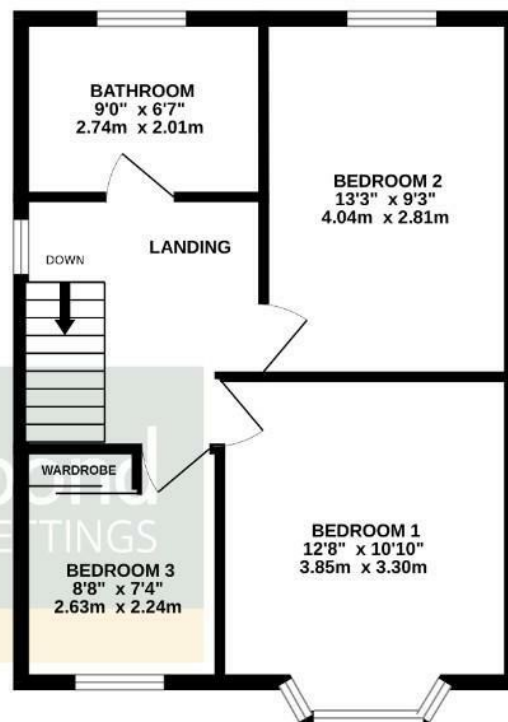 BATHROOM
9'0" x 6'7"
2.74m x 2.01m
BEDROOM 2
13'3" x 9'3"
4.04m x 2.81m
LANDING
DOWN
WARDROBE
BEDROOM 1
12'8" x 10'10"
3.85m x 3.30m
BEDROOM 3
8'8" x 7'4"
2.63m x 2.24m